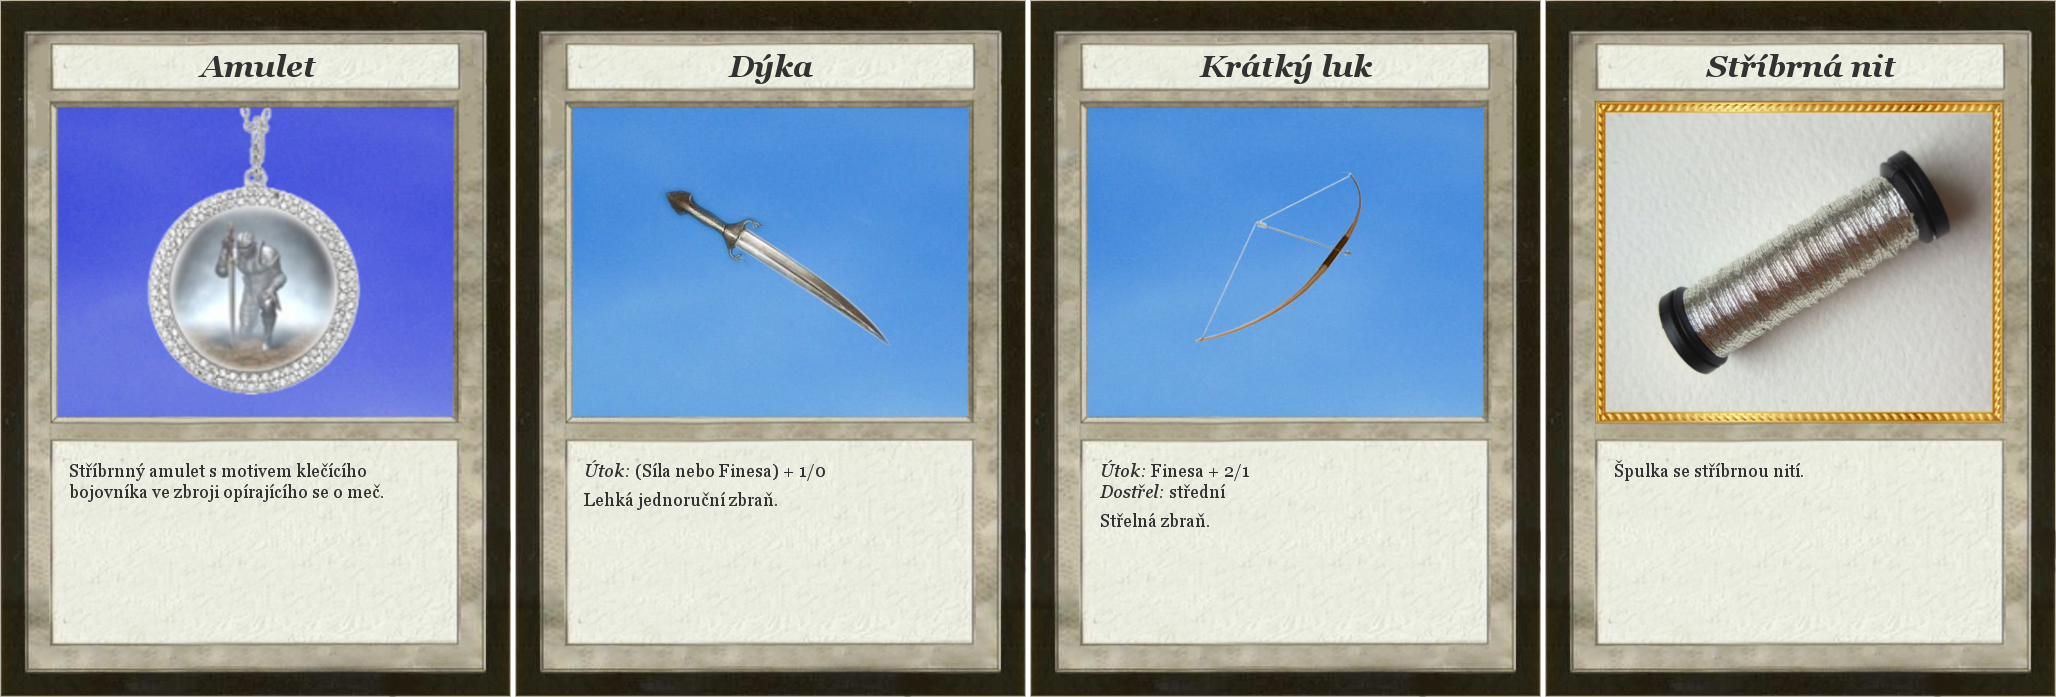 Amulet
Stříbrnný amulet s motivem klečícího
bojovníka ve zbroji opírajícího se o meč.
Dýka
Útok: (Síla nebo Finesa) + 1/0
Lehká jednoruční zbraň.
Krátký luk
Útok: Finesa + 2/1
Dostřel: střední
Střelná zbraň.
Stříbrná nit
Špulka se stříbrnou nití.